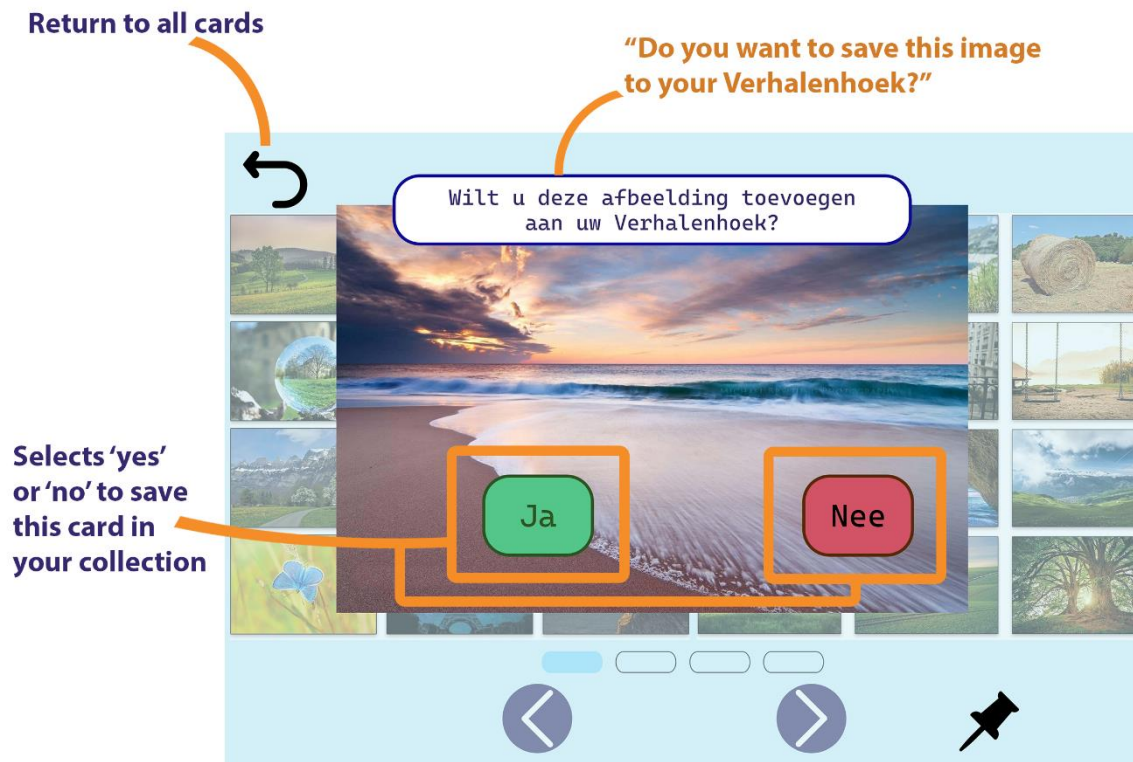 Return to all cards
“Do you want to save this image
to your Verhalenhoek?”
Wilt u deze afbeelding toevoegen
aan uw Verhalenhoek?
Selects ‘yes’
or ‘no’ to save
this card in
your collection
Ja
Nee